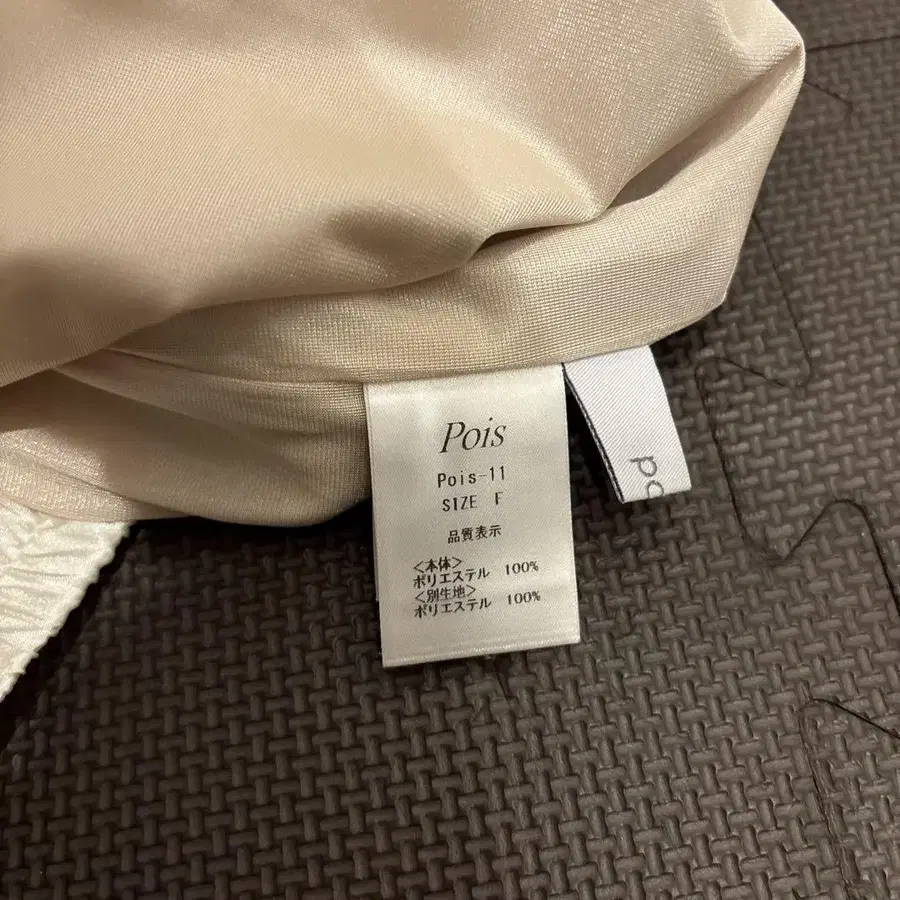 Pois
Pois-11
SIZE F
品質表示
<本体>
ポリエステル 100%
<別生地>
ポリエステル 100%